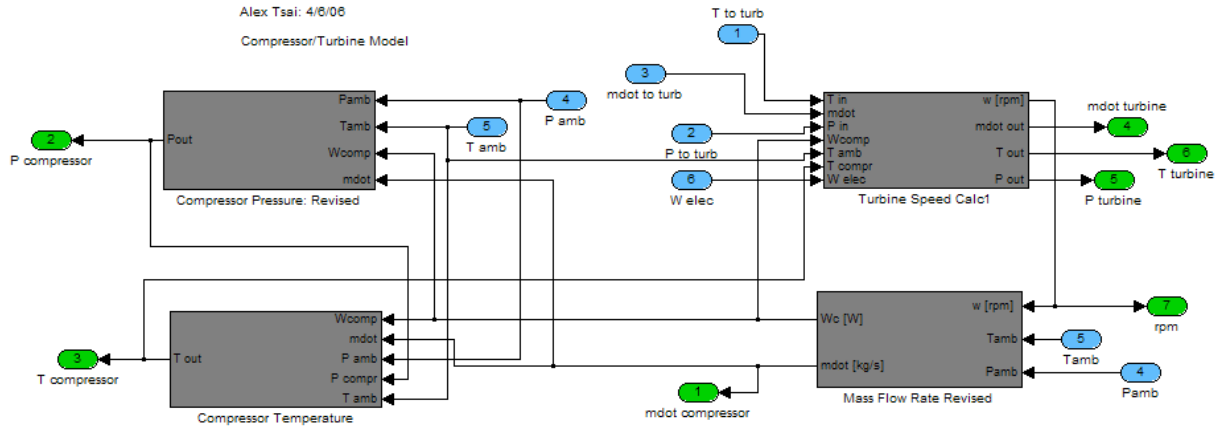 Alex Tsai: 4/6/06
Compressor/Turbine Model
T to turb
1
3
mdot to turb
4
P amb
5
T amb
2
P to turb
6
W elec
Pamb
Tamb
Wcomp
mdot
Pout
Compressor Pressure: Revised
2
P compressor
T in
mdot
P in
Wcomp
T amb
T compr
W elec
w [rpm]
mdot out
T out
P out
Turbine Speed Calc1
mdot turbine
4
6
T turbine
5
P turbine
Wcomp
mdot
P amb
P compr
T amb
T out
Compressor Temperature
3
T compressor
Wc [W]
mdot [kg/s]
w [rpm]
Tamb
Pamb
Mass Flow Rate Revised
1
mdot compressor
7
rpm
5
Tamb
4
Pamb